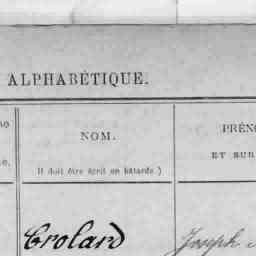 ALPHABÉTIQUE.
NOM.
Il doit être écrit en bâtarde )
PRÉN
ET SUR
Crolard
Joseph